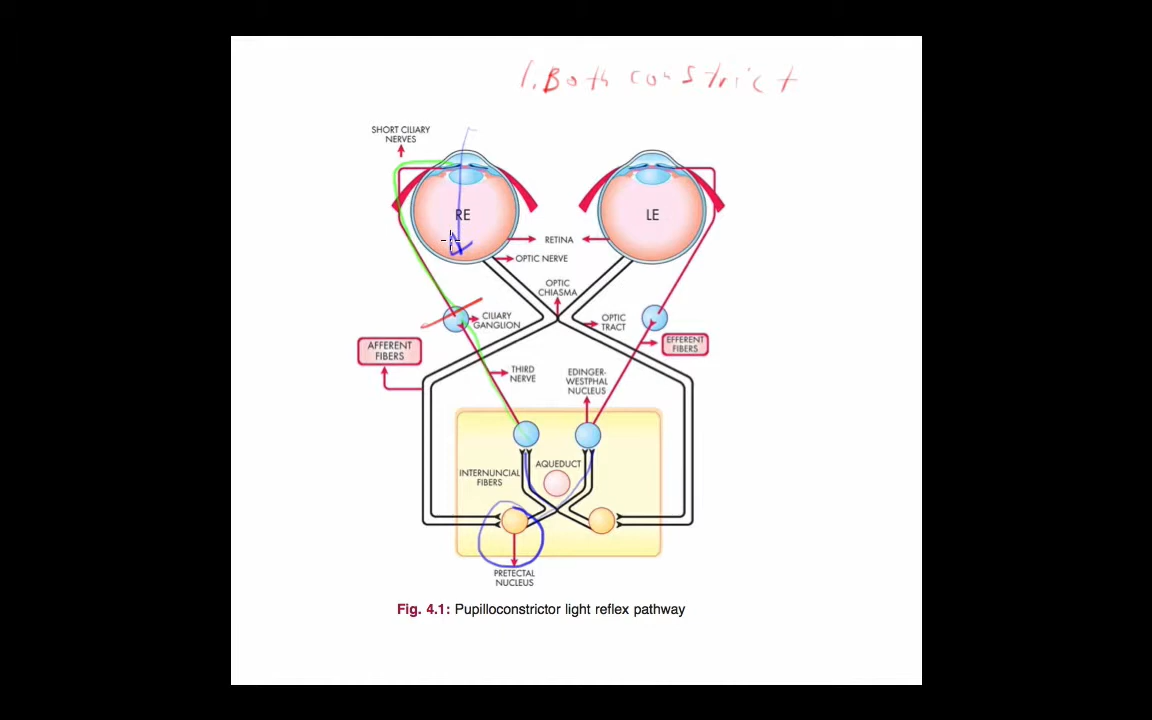 1. Both constrict
SHORT CILIARY
NERVES
RE
LE
RETINA
OPTIC NERVE
OPTIC
CHIASMA
CILIARY
GANGLION
OPTIC
TRACT
AFFERENT
FIBERS
EFFERENT
FIBERS
THIRD
NERVE
EDINGER-
WESTPHAL
NUCLEUS
INTERNUNCIAL
FIBERS
AQUEDUCT
PRETECTAL
NUCLEUS
Fig. 4.1: Pupilloconstrictor light reflex pathway